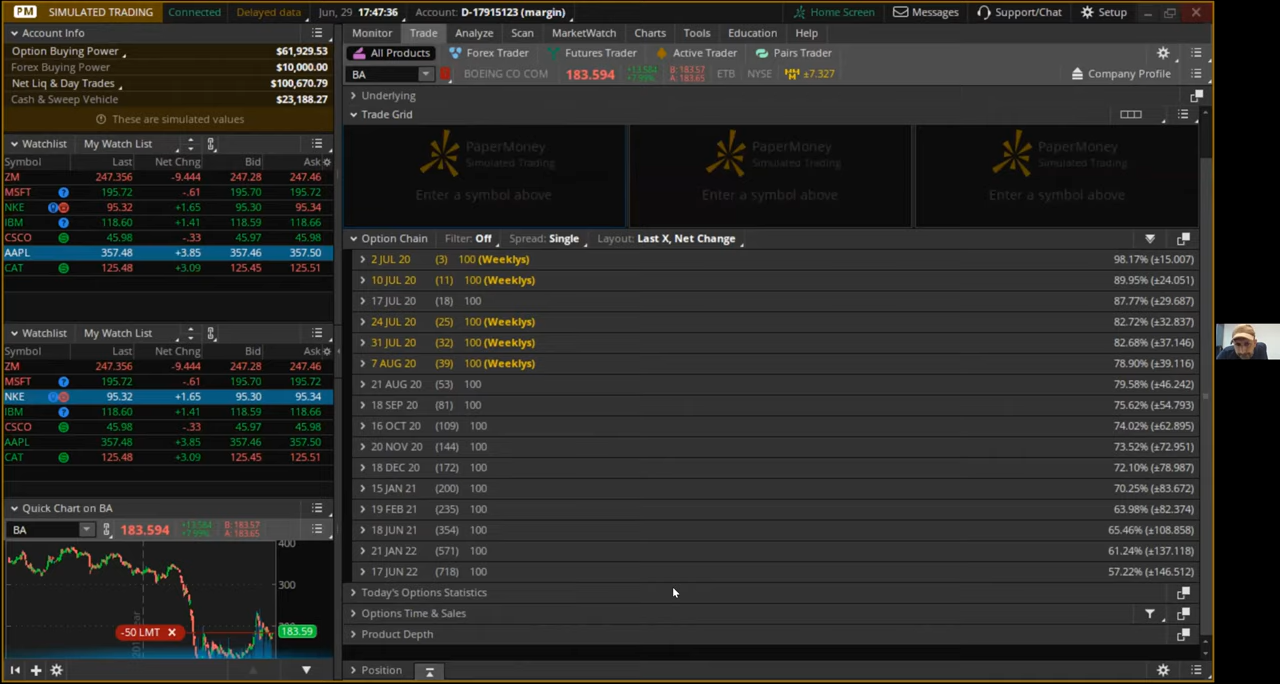 PM SIMULATED TRADING Connected Delayed data Jun, 29 17:47:36 Account: D-17915123 (margin) Home Screen Messages Support/Chat Setup
Account Info
Option Buying Power $61,929.53
Forex Buying Power $10,000.00
Net Liq & Day Trades $100,670.79
Cash & Sweep Vehicle $23,188.27
These are simulated values
Watchlist My Watch List
Symbol Last Net Chng Bid Ask
ZM 247.356 -9.444 247.28 247.46
MSFT 195.72 -.61 195.70 195.72
NKE 95.32 +1.65 95.30 95.34
IBM 118.60 +1.41 118.59 118.66
CSCO 45.98 -.33 45.97 45.98
AAPL 357.48 +3.85 357.46 357.50
CAT 125.48 +3.09 125.45 125.51
Watchlist My Watch List
Symbol Last Net Chng Bid Ask
ZM 247.356 -9.444 247.28 247.46
MSFT 195.72 -.61 195.70 195.72
NKE 95.32 +1.65 95.30 95.34
IBM 118.60 +1.41 118.59 118.66
CSCO 45.98 -.33 45.97 45.98
AAPL 357.48 +3.85 357.46 357.50
CAT 125.48 +3.09 125.45 125.51
Quick Chart on BA
BA 183.594 B: 183.57
A: 183.65
400
300
-50 LMT 183.59
Monitor Trade Analyze Scan MarketWatch Charts Tools Education Help
All Products Forex Trader Futures Trader Active Trader Pairs Trader
BA BOEING CO COM 183.594 B: 183.57 ETB NYSE ±7.327 Company Profile
A: 183.65
Underlying
Trade Grid
PaperMoney PaperMoney PaperMoney
Simulated Trading Simulated Trading Simulated Trading
Enter a symbol above Enter a symbol above Enter a symbol above
Option Chain Filter: Off Spread: Single Layout: Last X, Net Change
2 JUL 20 (3) 100 (Weeklys) 98.17% (±15.007)
10 JUL 20 (11) 100 (Weeklys) 89.95% (±24.051)
17 JUL 20 (18) 100 87.77% (±29.687)
24 JUL 20 (25) 100 (Weeklys) 82.72% (±32.837)
31 JUL 20 (32) 100 (Weeklys) 82.68% (±37.146)
7 AUG 20 (39) 100 (Weeklys) 78.90% (±39.116)
21 AUG 20 (53) 100 79.58% (±46.242)
18 SEP 20 (81) 100 75.62% (±54.793)
16 OCT 20 (109) 100 74.02% (±62.895)
20 NOV 20 (144) 100 73.52% (±72.951)
18 DEC 20 (172) 100 72.10% (±78.987)
15 JAN 21 (200) 100 70.25% (±83.672)
19 FEB 21 (235) 100 63.98% (±82.374)
18 JUN 21 (354) 100 65.46% (±108.858)
21 JAN 22 (571) 100 61.24% (±137.118)
17 JUN 22 (718) 100 57.22% (±146.512)
Today's Options Statistics
Options Time & Sales
Product Depth
Position